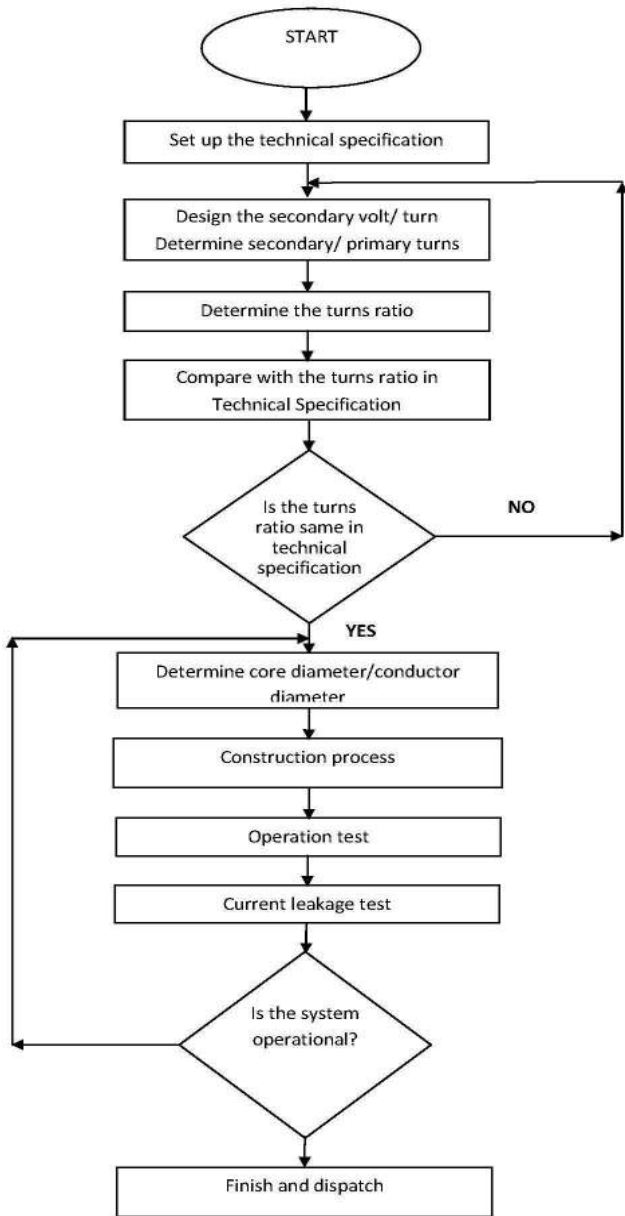 START
Set up the technical specification
Design the secondary volt/ turn
Determine secondary/ primary turns
Determine the turns ratio
Compare with the turns ratio in
Technical Specification
Is the turns
ratio same in
technical
specification
NO
YES
Determine core diameter/conductor
diameter
Construction process
Operation test
Current leakage test
Is the system
operational?
Finish and dispatch